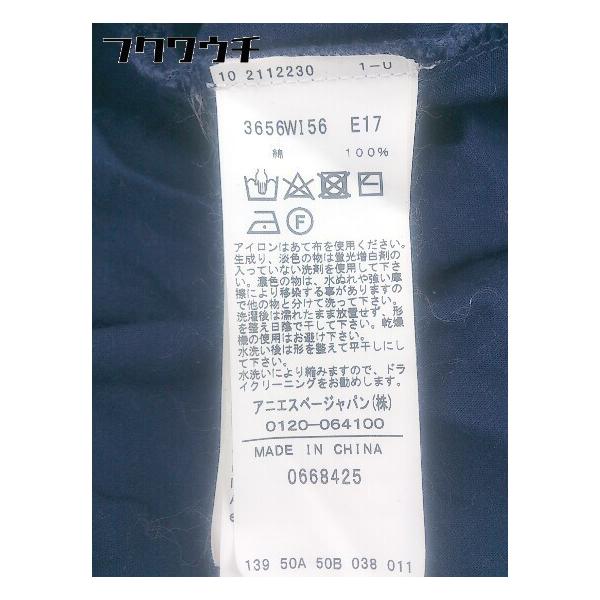 フクワウチ
10 2112230 1-U
3656WI56 E17
綿 100%
F
アイロンはあて布を使用ください。
生成り、淡色の物は蛍光増白剤の
入っていない洗剤を使用して下さ
い。濃色の物は、水ぬれや強い摩
擦により移染する事がありますので
他の物と分けて洗って下さい。
洗濯後は濡れたまま放置せず、形
を整え日陰で干して下さい。乾燥
機の使用はお避け下さい。
水洗い後は形を整えて平干しにし
て下さい。
水洗いにより縮みますので、ドラ
イクリーニングをお勧めします。
アニエスベージャパン(株)
0120-064100
MADE IN CHINA
0668425
139 50A 50B 038 011